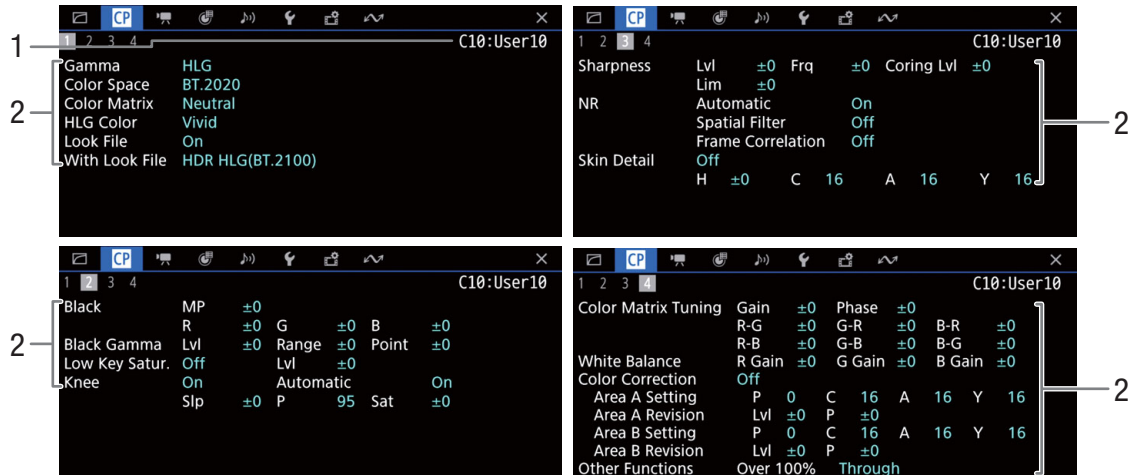 CP
1 2 3 4 C10:User10
Gamma HLG
Color Space BT.2020
Color Matrix Neutral
HLG Color Vivid
Look File On
With Look File HDR HLG(BT.2100)
1
2
CP
1 2 3 4 C10:User10
Sharpness Lvl ±0 Frq ±0 Coring Lvl ±0
Lim ±0
NR Automatic On
Spatial Filter Off
Frame Correlation Off
Skin Detail Off
H ±0 C 16 A 16 Y 16
2
CP
1 2 3 4 C10:User10
Black MP ±0
R ±0 G ±0 B ±0
Black Gamma Lvl ±0 Range ±0 Point ±0
Low Key Satur. Off Lvl ±0
Knee On Automatic On
Slp ±0 P 95 Sat ±0
2
CP
1 2 3 4 C10:User10
Color Matrix Tuning Gain ±0 Phase ±0
R-G ±0 G-R ±0 B-R ±0
R-B ±0 G-B ±0 B-G ±0
White Balance R Gain ±0 G Gain ±0 B Gain ±0
Color Correction Off
Area A Setting P 0 C 16 A 16 Y 16
Area A Revision Lvl ±0 P ±0
Area B Setting P 0 C 16 A 16 Y 16
Area B Revision Lvl ±0 P ±0
Other Functions Over 100% Through
2